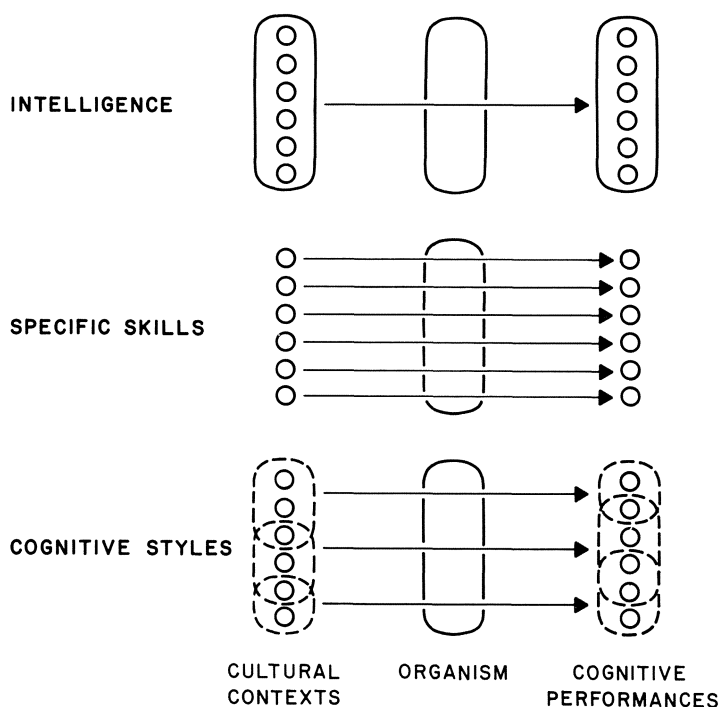 INTELLIGENCE
SPECIFIC SKILLS
COGNITIVE STYLES
CULTURAL
CONTEXTS
ORGANISM
COGNITIVE
PERFORMANCES